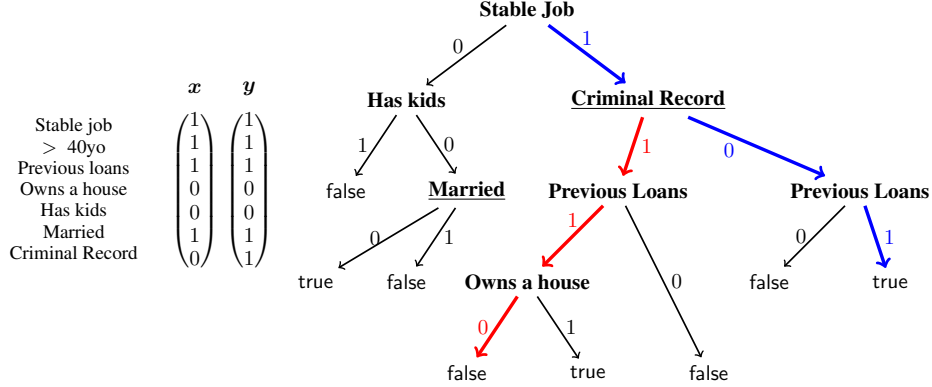 Stable Job
0 1
x y
Has kids Criminal Record
Stable job 1 1
> 40yo 1 1
Previous loans 1 1
Owns a house 0 0
Has kids 0 0
Married 1 1
Criminal Record 0 1
1 0 1 0
false Married Previous Loans Previous Loans
0 1 1 0 0 1
true false Owns a house false true
0 1
false true false